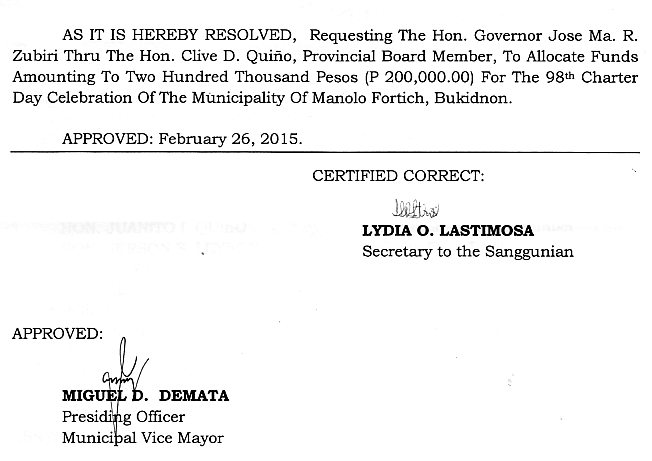 AS IT IS HEREBY RESOLVED, Requesting The Hon. Governor Jose Ma. R.
Zubiri Thru The Hon. Clive D. Quiño, Provincial Board Member, To Allocate Funds
Amounting To Two Hundred Thousand Pesos (P 200,000.00) For The 98th Charter
Day Celebration Of The Municipality Of Manolo Fortich, Bukidnon.
APPROVED: February 26, 2015.
CERTIFIED CORRECT:
LYDIA O. LASTIMOSA
Secretary to the Sanggunian
APPROVED:
MIGUEL D. DEMATA
Presiding Officer
Municipal Vice Mayor